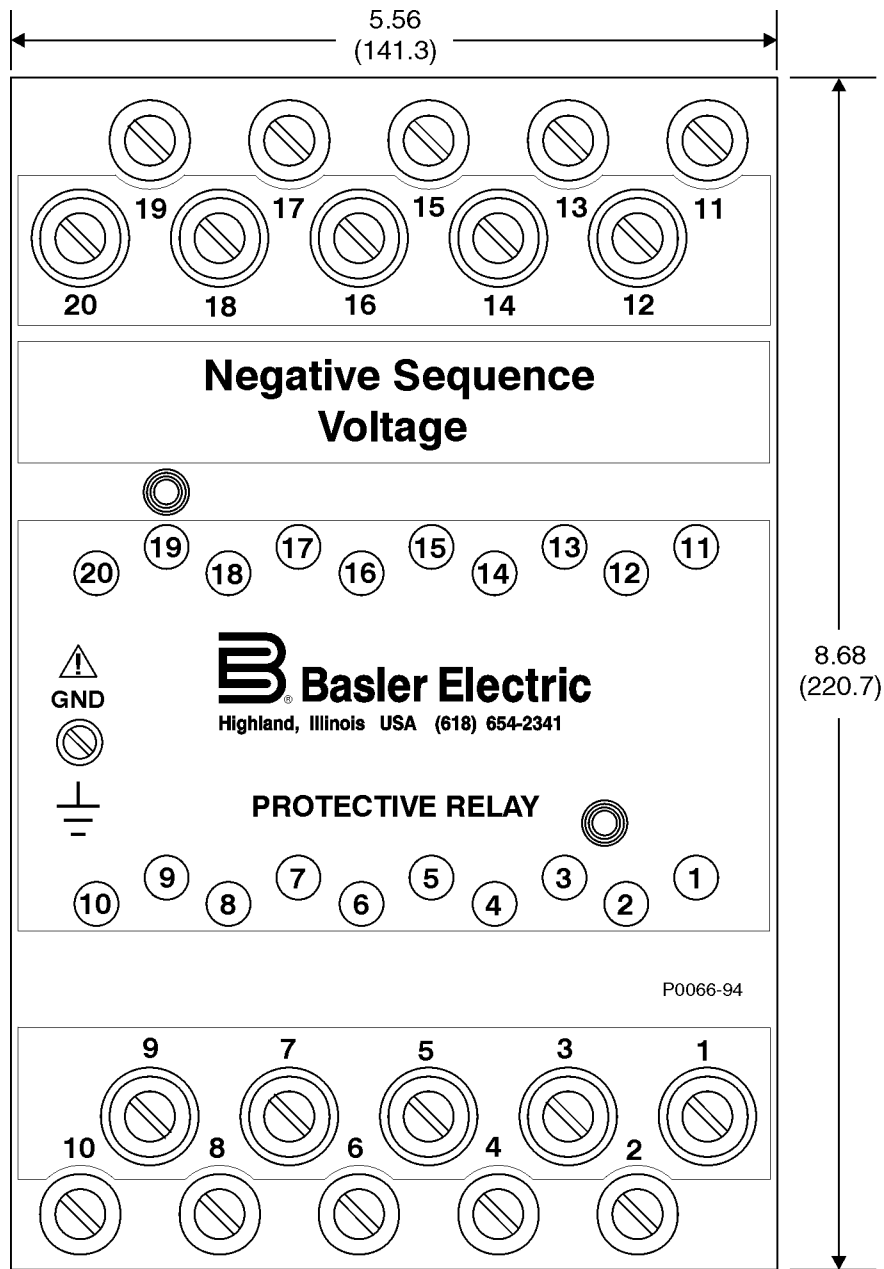 5.56
(141.3)
19 17 15 13 11
20 18 16 14 12
Negative Sequence
Voltage
19 17 15 13 11
20 18 16 14 12
8.68
(220.7)
GND
B® Basler Electric
Highland, Illinois USA (618) 654-2341
PROTECTIVE RELAY
9 7 5 3 1
10 8 6 4 2
P0066-94
9 7 5 3 1
10 8 6 4 2